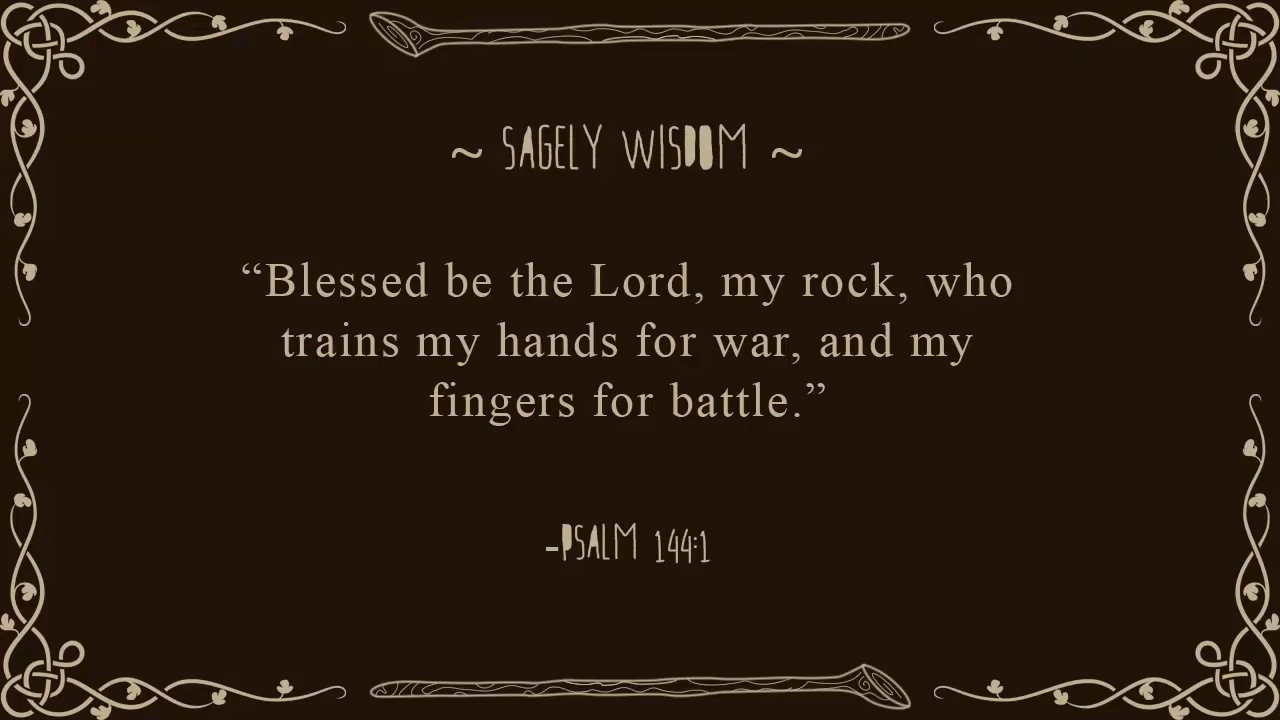 ~ SAGELY WISDOM ~
“Blessed be the Lord, my rock, who
trains my hands for war, and my
fingers for battle.”
-PSALM 144:1